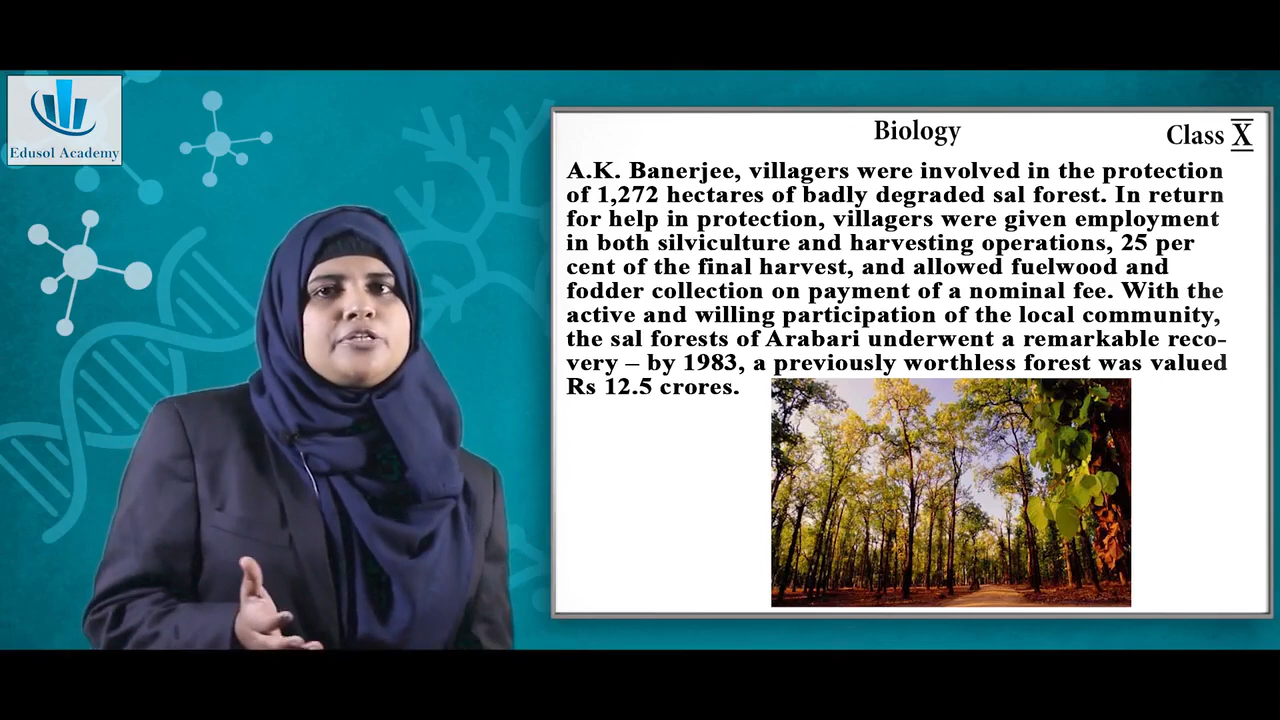 Edusol Academy
Biology
Class X
A.K. Banerjee, villagers were involved in the protection
of 1,272 hectares of badly degraded sal forest. In return
for help in protection, villagers were given employment
in both silviculture and harvesting operations, 25 per
cent of the final harvest, and allowed fuelwood and
fodder collection on payment of a nominal fee. With the
active and willing participation of the local community,
the sal forests of Arabari underwent a remarkable reco-
very – by 1983, a previously worthless forest was valued
Rs 12.5 crores.